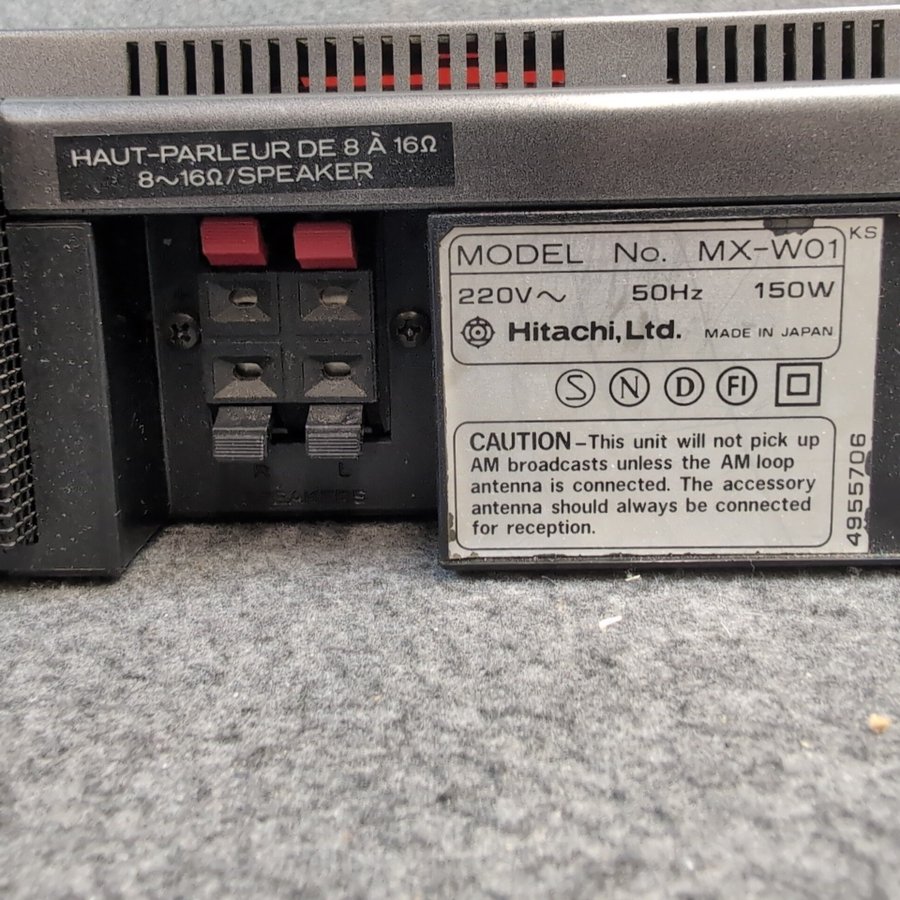 HAUT-PARLEUR DE 8 À 16Ω
8~16Ω/SPEAKER
MODEL No. MX-W01
KS
220V~ 50Hz 150W
Hitachi, Ltd. MADE IN JAPAN
S N D FI
CAUTION – This unit will not pick up
AM broadcasts unless the AM loop
antenna is connected. The accessory
antenna should always be connected
for reception.
4955706
R L